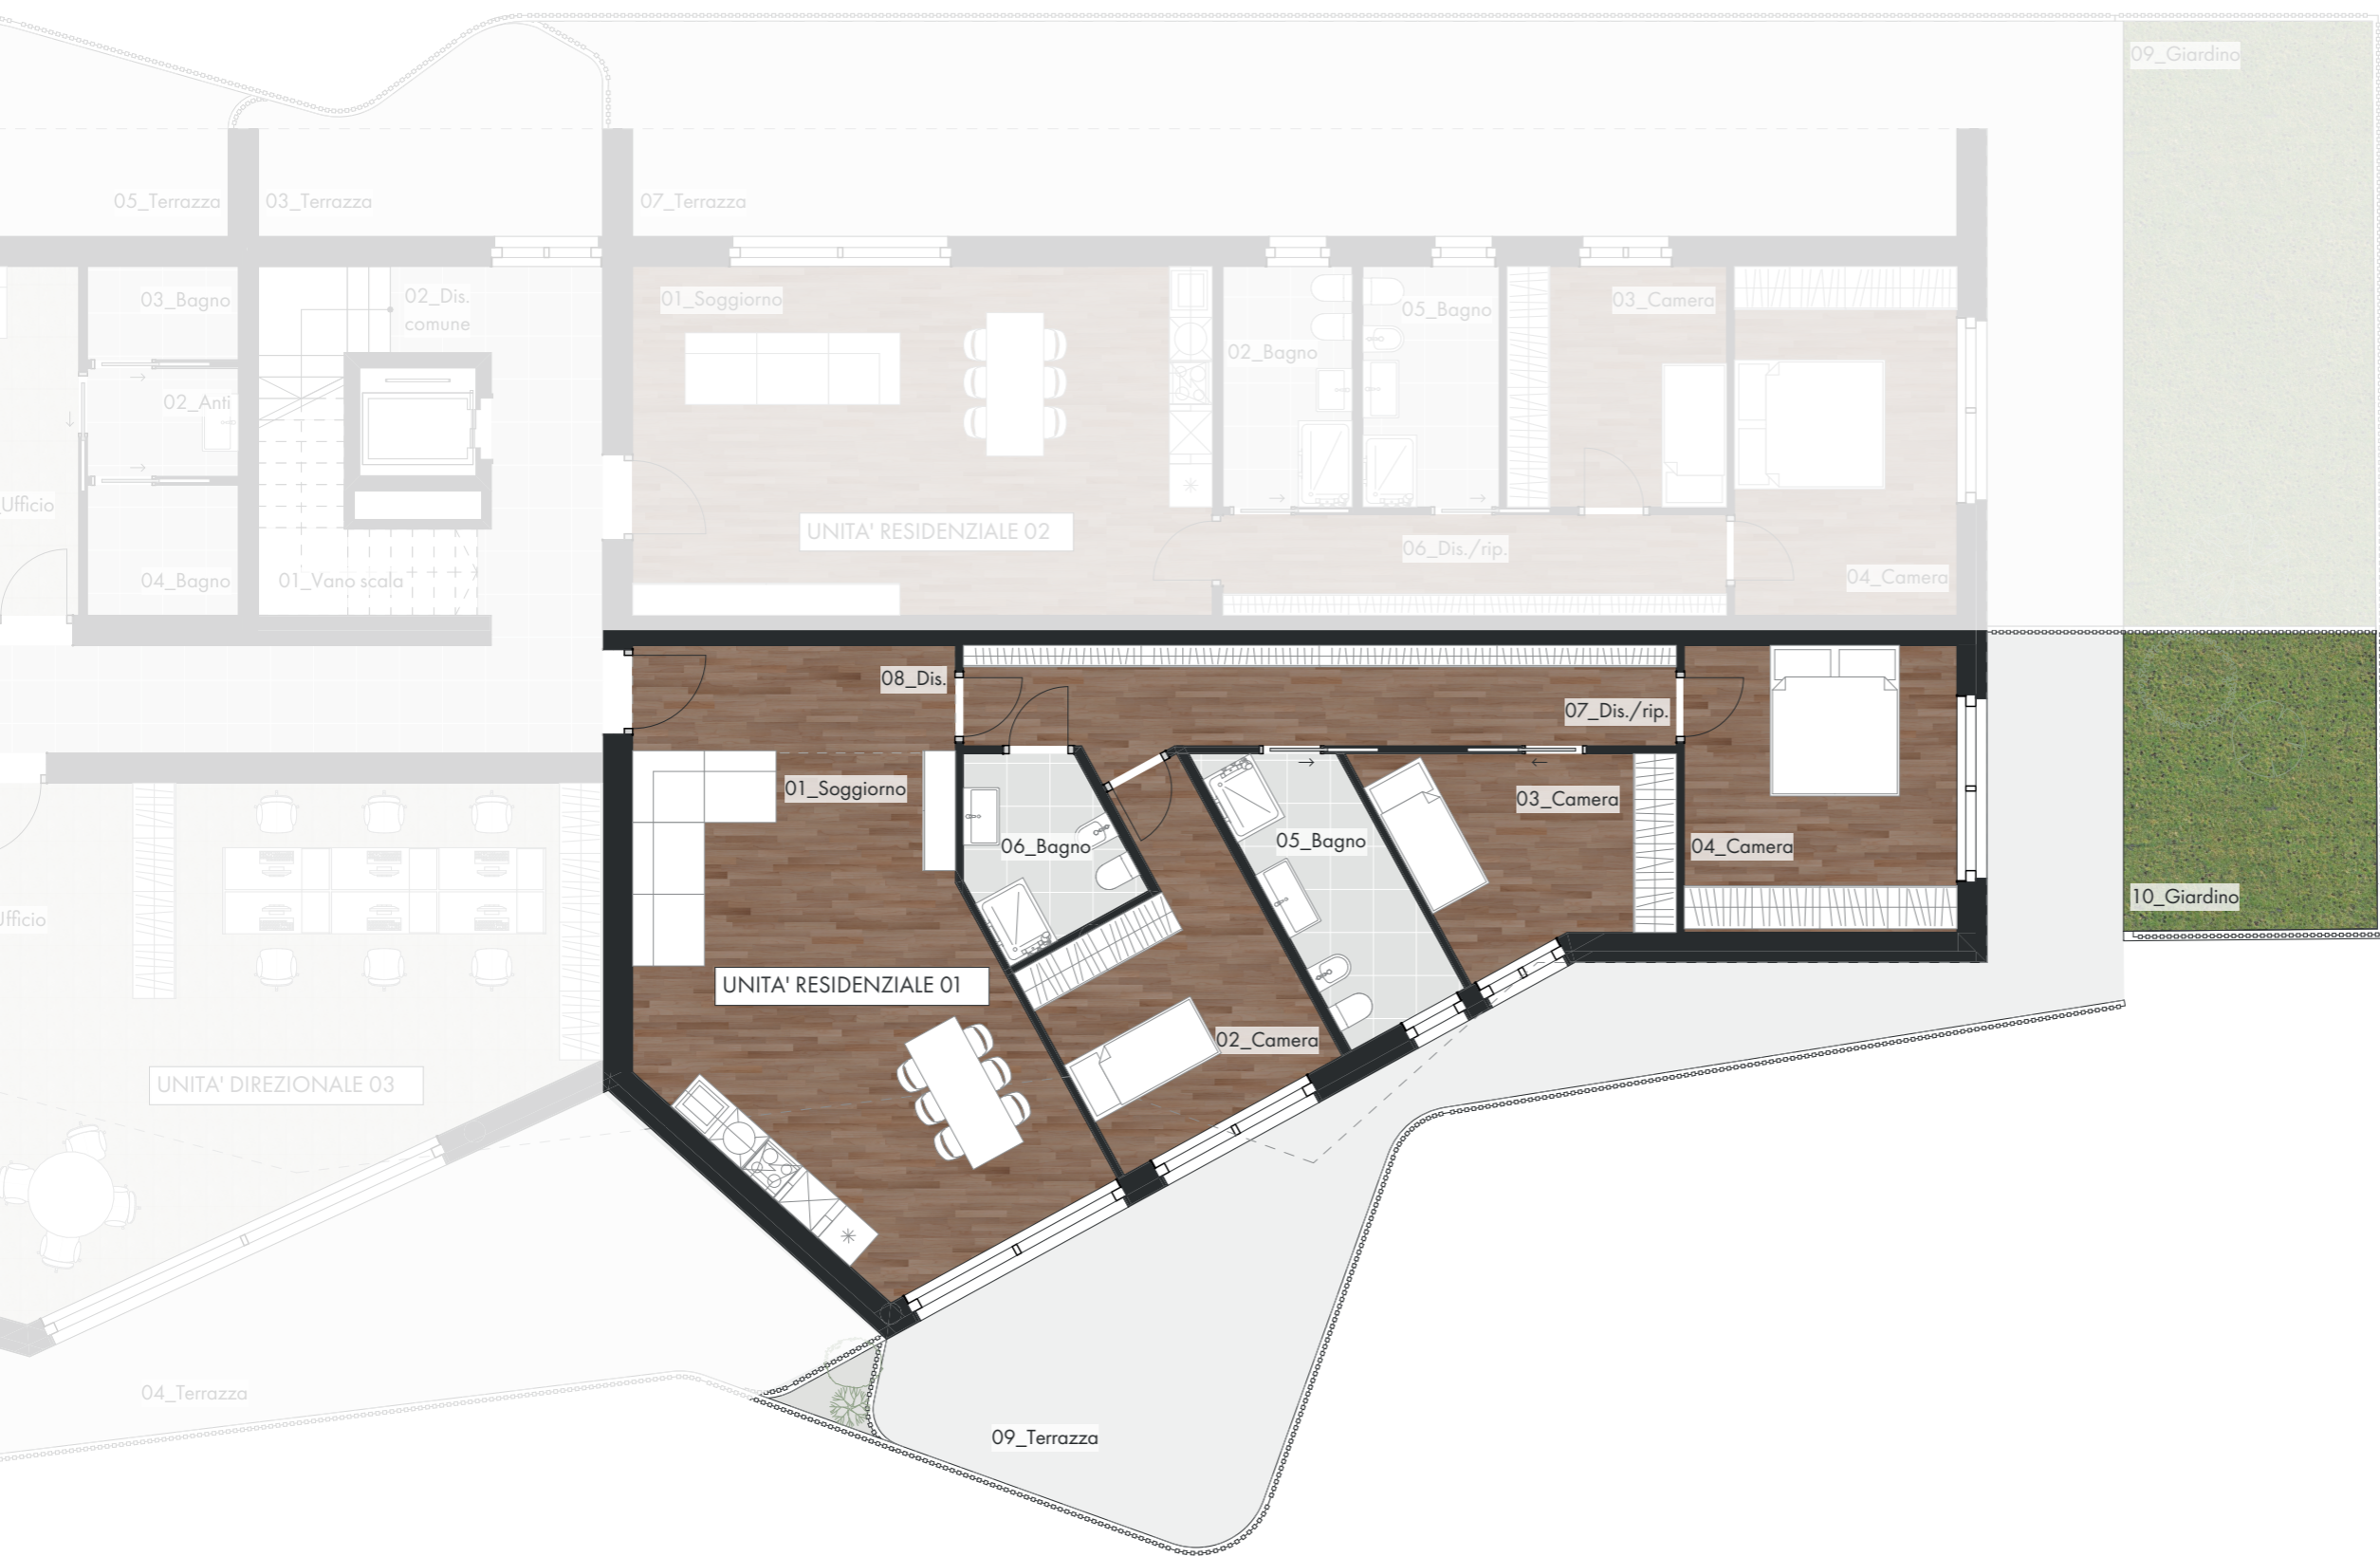 09_Giardino
05_Terrazza
03_Terrazza
07_Terrazza
03_Bagno
02_Dis.
comune
01_Soggiorno
02_Bagno
05_Bagno
03_Camera
02_Anti
_Ufficio
UNITA' RESIDENZIALE 02
06_Dis./rip.
04_Bagno
01_Vano scala
04_Camera
08_Dis.
07_Dis./rip.
01_Soggiorno
03_Camera
06_Bagno
05_Bagno
04_Camera
10_Giardino
Ufficio
UNITA' RESIDENZIALE 01
02_Camera
UNITA' DIREZIONALE 03
04_Terrazza
09_Terrazza